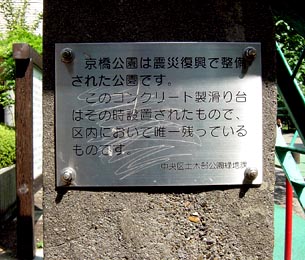 京橋公園は震災復興で整備
された公園です。
このコンクリート製滑り台
はその時設置されたもので、
区内において唯一残っている
ものです。
中央区土木部公園緑地課